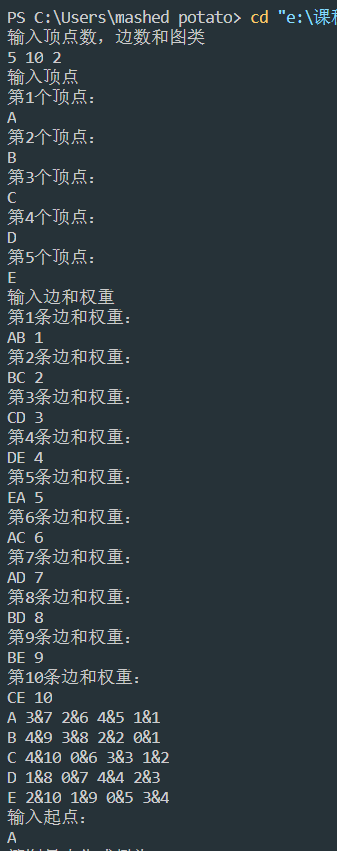 PS C:\Users\mashed potato> cd "e:\课
输入顶点数，边数和图类
5 10 2
输入顶点
第1个顶点：
A
第2个顶点：
B
第3个顶点：
C
第4个顶点：
D
第5个顶点：
E
输入边和权重
第1条边和权重：
AB 1
第2条边和权重：
BC 2
第3条边和权重：
CD 3
第4条边和权重：
DE 4
第5条边和权重：
EA 5
第6条边和权重：
AC 6
第7条边和权重：
AD 7
第8条边和权重：
BD 8
第9条边和权重：
BE 9
第10条边和权重：
CE 10
A 3&7 2&6 4&5 1&1
B 4&9 3&8 2&2 0&1
C 4&10 0&6 3&3 1&2
D 1&8 0&7 4&4 2&3
E 2&10 1&9 0&5 3&4
输入起点：
A